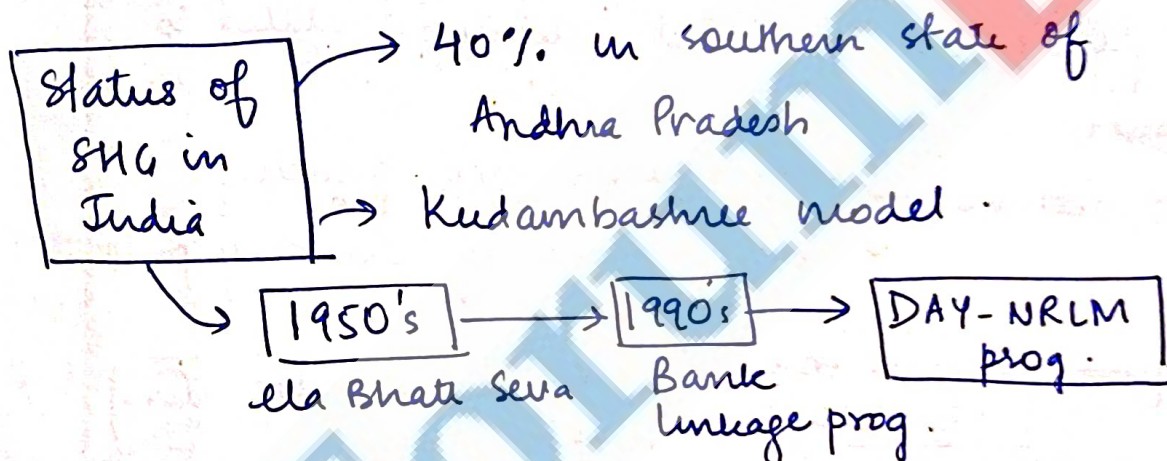 Status of
SHG in
India
40% in southern state of
Andhra Pradesh
Kudambashree model.
1950's
1990's
DAY-NRLM
prog.
ela Bhatt Seva
Bank
linkage prog.
forum